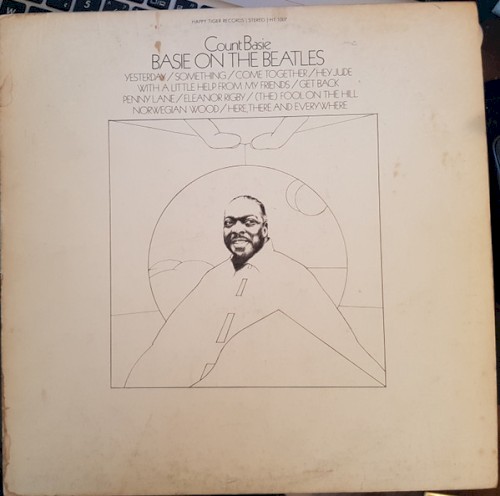 HAPPY TIGER RECORDS / STEREO / HT 1007
Count Basie
BASIE ON THE BEATLES
YESTERDAY / SOMETHING / COME TOGETHER / HEY JUDE
WITH A LITTLE HELP FROM MY FRIENDS / GET BACK
PENNY LANE / ELEANOR RIGBY / (THE) FOOL ON THE HILL
NORWEGIAN WOOD / HERE, THERE AND EVERYWHERE